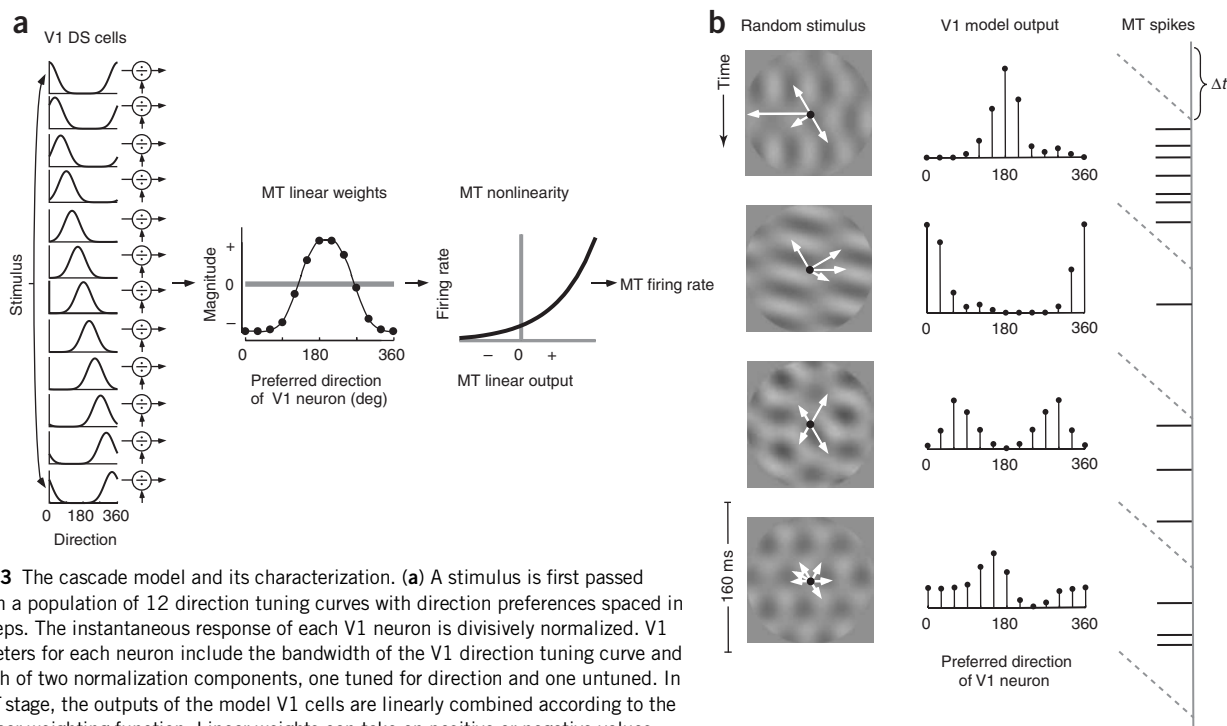 a
V1 DS cells
÷
÷
÷
÷
÷
÷
÷
÷
÷
÷
÷
÷
Stimulus
0 180 360
Direction
MT linear weights
Magnitude
+
0
–
0 180 360
Preferred direction
of V1 neuron (deg)
MT nonlinearity
Firing rate
– 0 +
MT linear output
MT firing rate
b
Random stimulus
V1 model output
MT spikes
Time
Δt
0 180 360
0 180 360
0 180 360
0 180 360
160 ms
Preferred direction
of V1 neuron
3 The cascade model and its characterization. (a) A stimulus is first passed
a population of 12 direction tuning curves with direction preferences spaced in
The instantaneous response of each V1 neuron is divisively normalized. V1
for each neuron include the bandwidth of the V1 direction tuning curve and
of two normalization components, one tuned for direction and one untuned. In
stage, the outputs of the model V1 cells are linearly combined according to the